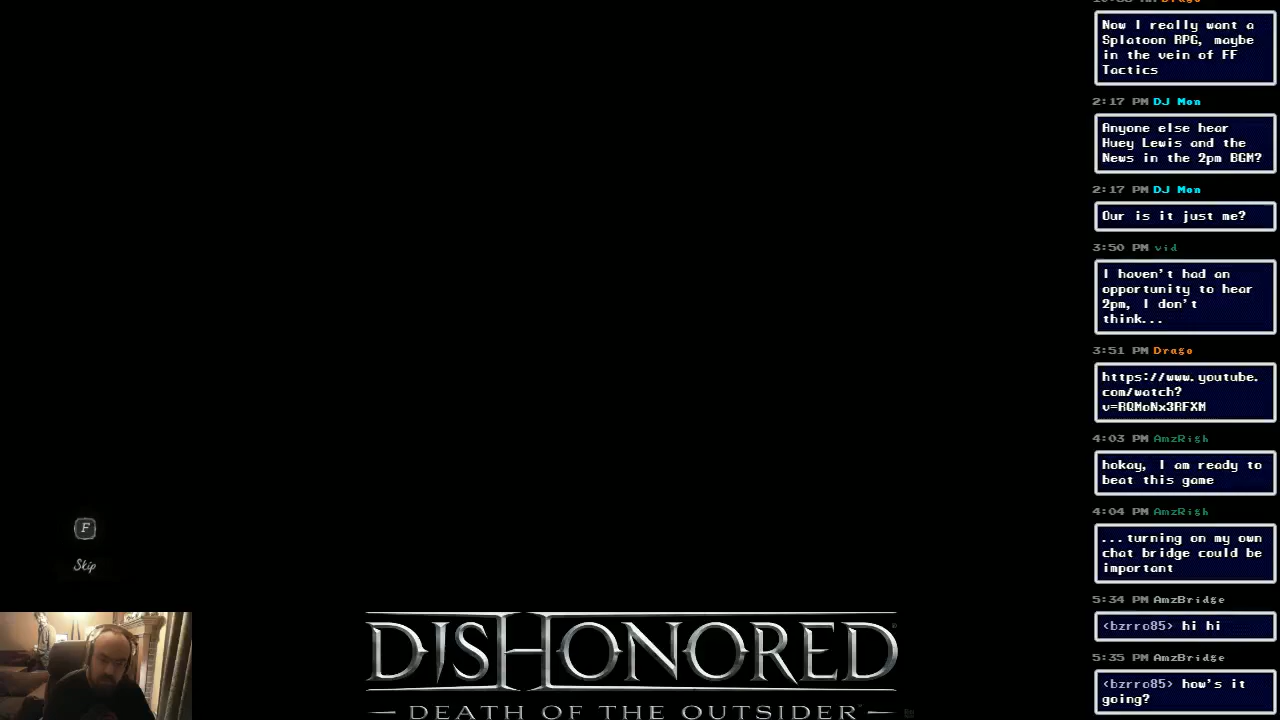 Drago
Now I really want a
Splatoon RPG, maybe
in the vein of FF
Tactics
2:17 PM DJ Mon
Anyone else hear
Huey Lewis and the
News in the 2pm BGM?
2:17 PM DJ Mon
Our is it just me?
3:50 PM vid
I haven't had an
opportunity to hear
2pm, I don't
think...
3:51 PM Drago
https://www.youtube.
com/watch?
v=RQMoNx3RFXM
4:03 PM AmzRigh
hokay, I am ready to
beat this game
4:04 PM AmzRigh
...turning on my own
chat bridge could be
important
5:34 PM AmzBridge
<bzrro85> hi hi
5:35 PM AmzBridge
<bzrro85> how's it
going?
F
Skip
DISHONORED
DEATH OF THE OUTSIDER